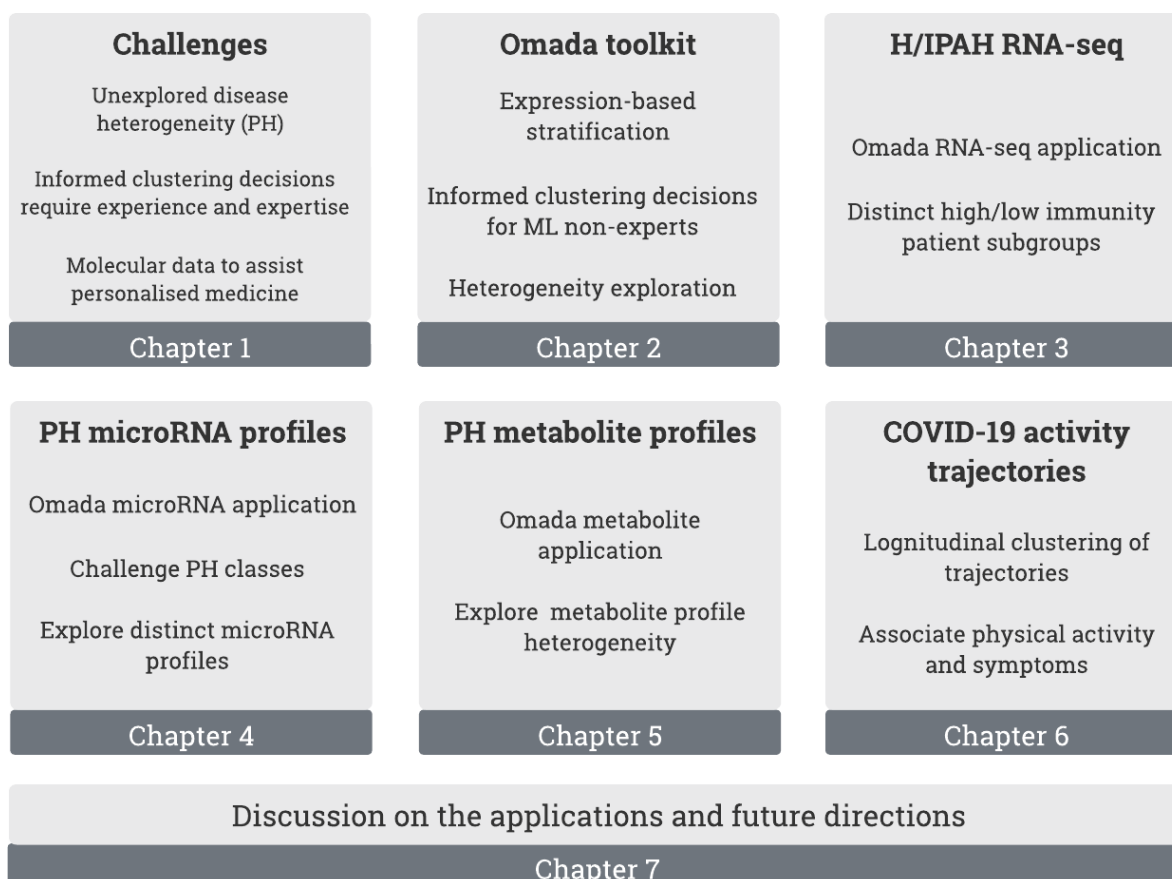 Challenges
Unexplored disease
heterogeneity (PH)
Informed clustering decisions
require experience and expertise
Molecular data to assist
personalised medicine
Chapter 1
Omada toolkit
Expression-based
stratification
Informed clustering decisions
for ML non-experts
Heterogeneity exploration
Chapter 2
H/IPAH RNA-seq
Omada RNA-seq application
Distinct high/low immunity
patient subgroups
Chapter 3
PH microRNA profiles
Omada microRNA application
Challenge PH classes
Explore distinct microRNA
profiles
Chapter 4
PH metabolite profiles
Omada metabolite
application
Explore metabolite profile
heterogeneity
Chapter 5
COVID-19 activity
trajectories
Lognitudinal clustering of
trajectories
Associate physical activity
and symptoms
Chapter 6
Discussion on the applications and future directions
Chapter 7